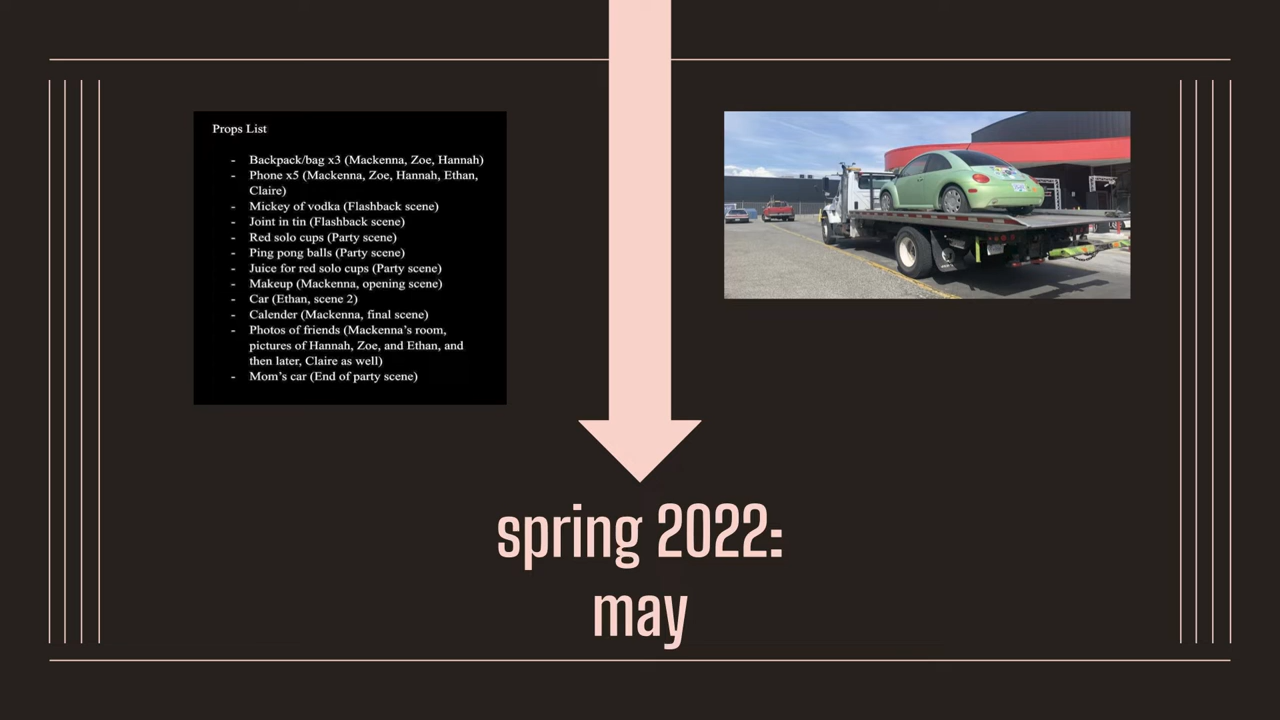 Props List
- Backpack/bag x3 (Mackenna, Zoe, Hannah)
- Phone x5 (Mackenna, Zoe, Hannah, Ethan,
Claire)
- Mickey of vodka (Flashback scene)
- Joint in tin (Flashback scene)
- Red solo cups (Party scene)
- Ping pong balls (Party scene)
- Juice for red solo cups (Party scene)
- Makeup (Mackenna, opening scene)
- Car (Ethan, scene 2)
- Calender (Mackenna, final scene)
- Photos of friends (Mackenna’s room,
pictures of Hannah, Zoe, and Ethan, and
then later, Claire as well)
- Mom’s car (End of party scene)
spring 2022:
may